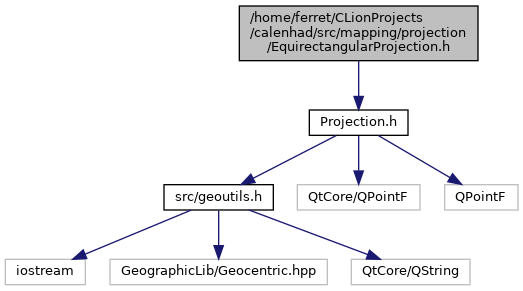 /home/ferret/CLionProjects
/calenhad/src/mapping/projection
/EquirectangularProjection.h
Projection.h
src/geoutils.h
QtCore/QPointF
QPointF
iostream
GeographicLib/Geocentric.hpp
QtCore/QString